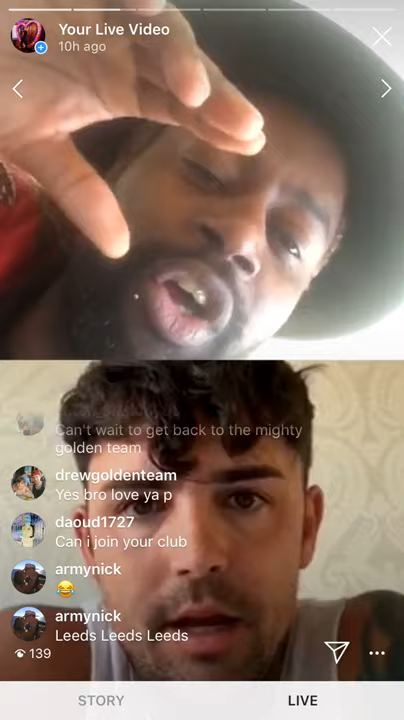 Your Live Video
10h ago
Can't wait to get back to the mighty
golden team
drewgoldenteam
Yes bro love ya p
daoud1727
Can i join your club
armynick
😂
armynick
Leeds Leeds Leeds
139
STORY
LIVE